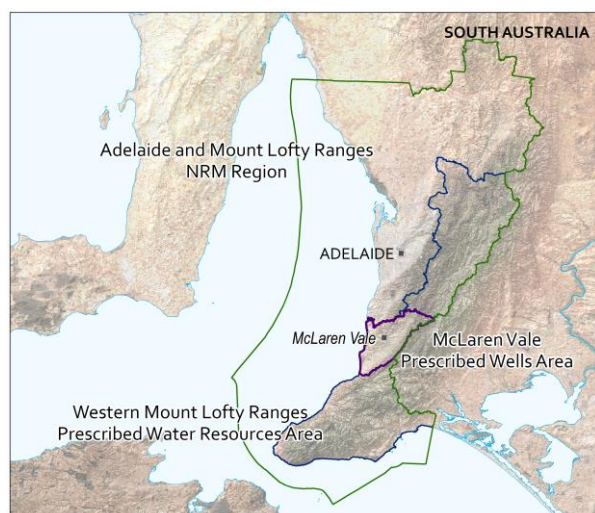 SOUTH AUSTRALIA
Adelaide and Mount Lofty Ranges
NRM Region
ADELAIDE
McLaren Vale
McLaren Vale
Prescribed Wells Area
Western Mount Lofty Ranges
Prescribed Water Resources Area